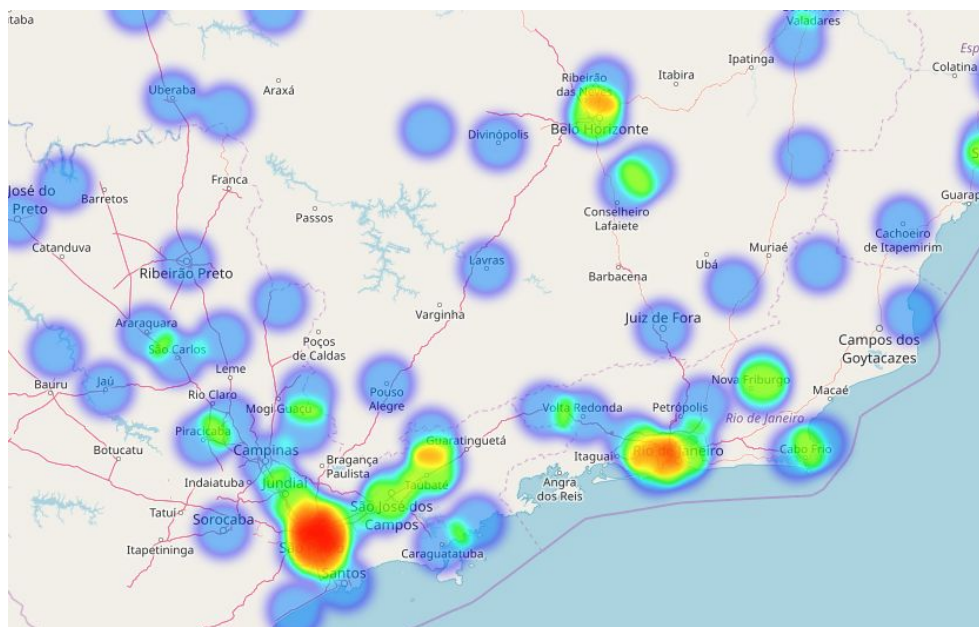 Valadares
utaba
Esp
Ipatinga
Colatina
Ribeirão
das Neves
Itabira
Araxá
Uberaba
Belo Horizonte
Divinópolis
José do
Preto
Barretos
Franca
Passos
Guarap
Conselheiro
Lafaiete
Cachoeiro
de Itapemirim
Catanduva
Ribeirão Preto
Lavras
Barbacena
Ubá
Muriaé
Varginha
Juiz de Fora
Campos dos
Goytacazes
Araraquara
São Carlos
Poços
de Caldas
Leme
Bauru
Jaú
Rio Claro
Mogi Guaçu
Pouso
Alegre
Nova Friburgo
Macaé
Volta Redonda
Petrópolis
Rio de Janeiro
Piracicaba
Campinas
Guaratinguetá
Botucatu
Bragança
Paulista
Itaguaí
Rio de Janeiro
Cabo Frio
Angra
dos Reis
Indaiatuba
Jundiaí
Taubaté
São José dos
Campos
Tatuí
Sorocaba
Itapetininga
Caraguatatuba
Santos